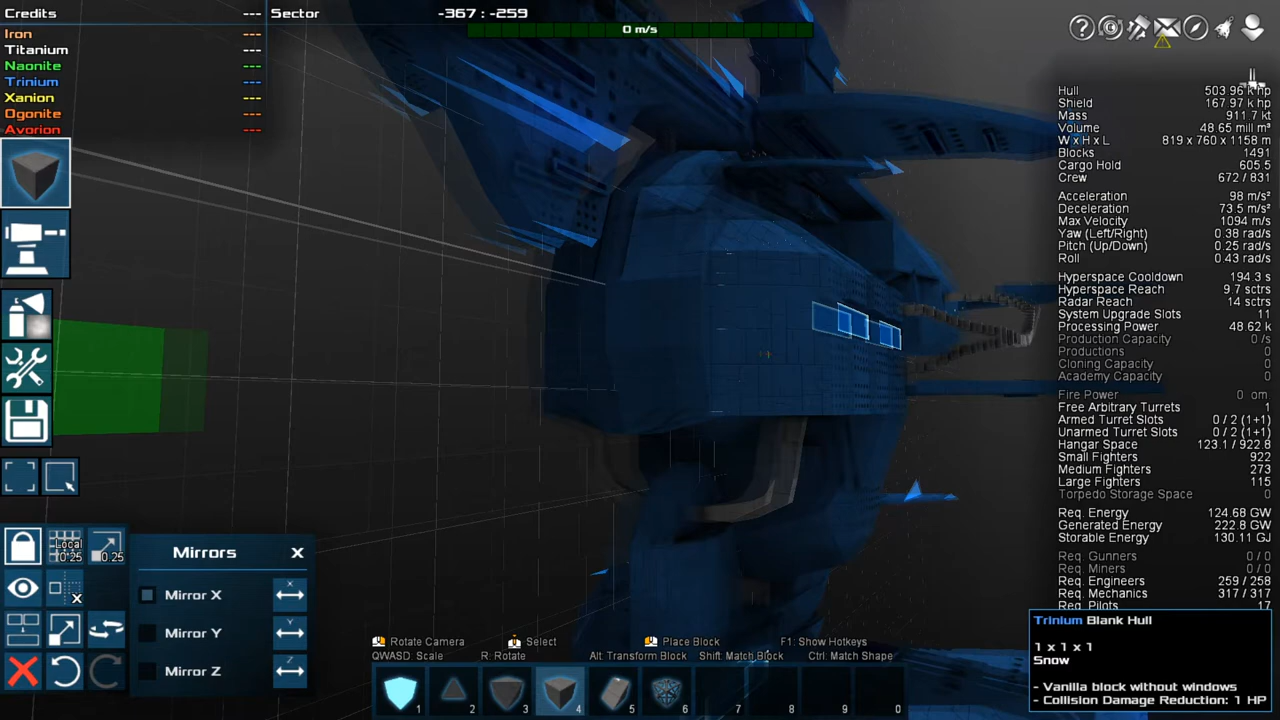 Credits ---
Iron ---
Titanium ---
Naonite ---
Trinium ---
Xanion ---
Ogonite ---
Avorion ---
Sector -367 : -259
0 m/s
Hull 503.96 k hp
Shield 167.97 k hp
Mass 911.7 kt
Volume 48.65 mill m³
W x H x L 819 x 760 x 1158 m
Blocks 1491
Cargo Hold 605.5
Crew 672 / 831
Acceleration 98 m/s²
Deceleration 73.5 m/s²
Max Velocity 1094 m/s
Yaw (Left/Right) 0.38 rad/s
Pitch (Up/Down) 0.25 rad/s
Roll 0.43 rad/s
Hyperspace Cooldown 194.3 s
Hyperspace Reach 9.7 sctrs
Radar Reach 14 sctrs
System Upgrade Slots 11
Processing Power 48.62 k
Production Capacity 0 /s
Productions 0
Cloning Capacity 0
Academy Capacity 0
Fire Power 0 om.
Free Arbitrary Turrets 1
Armed Turret Slots 0 / 2 (1+1)
Unarmed Turret Slots 0 / 2 (1+1)
Hangar Space 123.1 / 922.8
Small Fighters 922
Medium Fighters 273
Large Fighters 115
Torpedo Storage Space 0
Req. Energy 124.68 GW
Generated Energy 222.8 GW
Storable Energy 130.11 GJ
Req. Gunners 0 / 0
Req. Miners 0 / 0
Req. Engineers 259 / 258
Req. Mechanics 317 / 317
Req. Pilots 17
Trinium Blank Hull
1 x 1 x 1
Snow
- Vanilla block without windows
- Collision Damage Reduction: 1 HP
Local
0.25
0.25
X
Mirrors X
Mirror X X
Mirror Y Y
Mirror Z Z
Rotate Camera Select Place Block F1: Show Hotkeys
QWASD: Scale R: Rotate Alt: Transform Block Shift: Match Block Ctrl: Match Shape
1 2 3 4 5 6 7 8 9 0